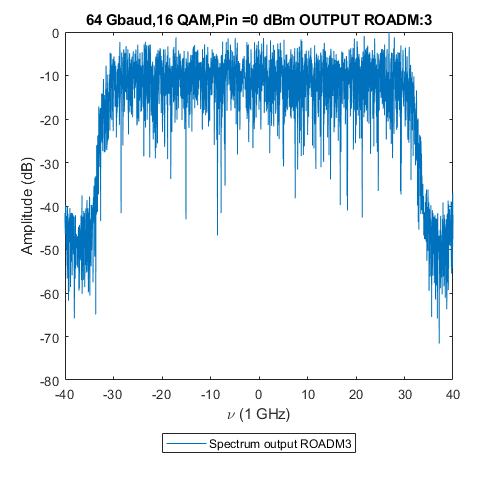 64 Gbaud,16 QAM,Pin =0 dBm OUTPUT ROADM:3
0
-10
-20
-30
-40
-50
-60
-70
-80
Amplitude (dB)
-40 -30 -20 -10 0 10 20 30 40
ν (1 GHz)
Spectrum output ROADM3